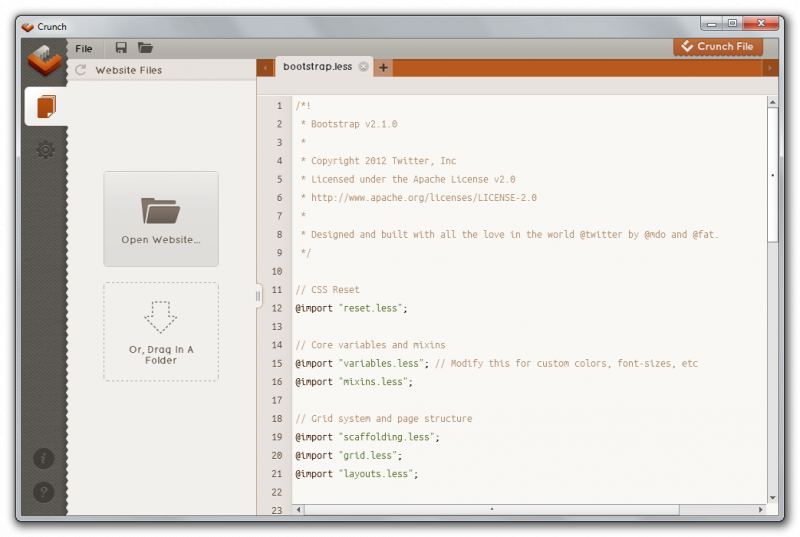 Crunch
File
Crunch File
Website Files
bootstrap.less
Open Website...
Or, Drag In A
Folder
1 /*!
2 * Bootstrap v2.1.0
3 *
4 * Copyright 2012 Twitter, Inc
5 * Licensed under the Apache License v2.0
6 * http://www.apache.org/licenses/LICENSE-2.0
7 *
8 * Designed and built with all the love in the world @twitter by @mdo and @fat.
9 */
10
11 // CSS Reset
12 @import "reset.less";
13
14 // Core variables and mixins
15 @import "variables.less"; // Modify this for custom colors, font-sizes, etc
16 @import "mixins.less";
17
18 // Grid system and page structure
19 @import "scaffolding.less";
20 @import "grid.less";
21 @import "layouts.less";
22
23